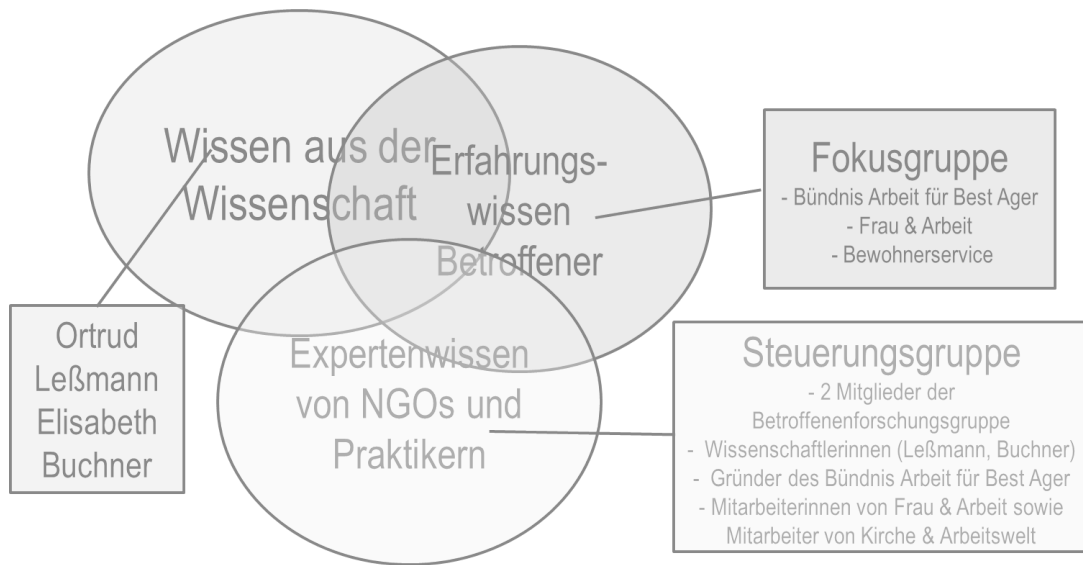 Wissen aus der
Wissenschaft
Erfahrungs-
wissen
Betroffener
Expertenwissen
von NGOs und
Praktikern
Fokusgruppe
- Bündnis Arbeit für Best Ager
- Frau & Arbeit
- Bewohnerservice
Ortrud
Leßmann
Elisabeth
Buchner
Steuerungsgruppe
- 2 Mitglieder der
Betroffenenforschungsgruppe
- Wissenschaftlerinnen (Leßmann, Buchner)
- Gründer des Bündnis Arbeit für Best Ager
- Mitarbeiterinnen von Frau & Arbeit sowie
Mitarbeiter von Kirche & Arbeitswelt